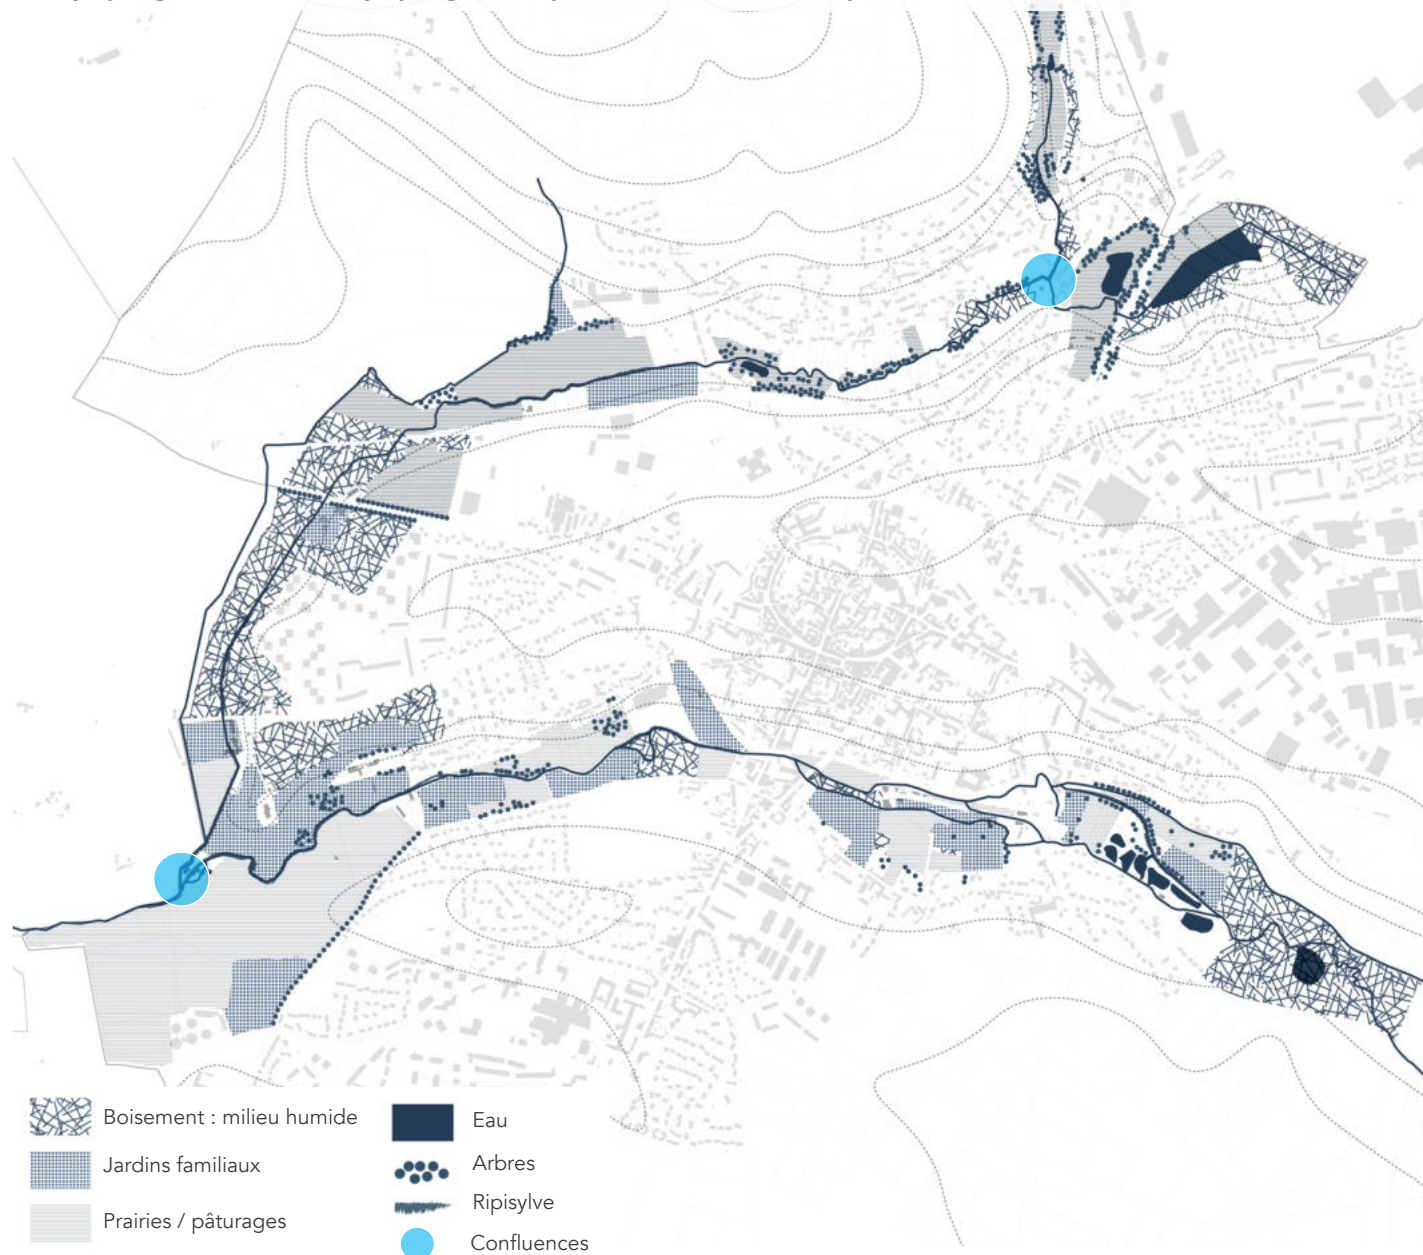 Boisement : milieu humide
Jardins familiaux
Prairies / pâturages
Eau
Arbres
Ripisylve
Confluences